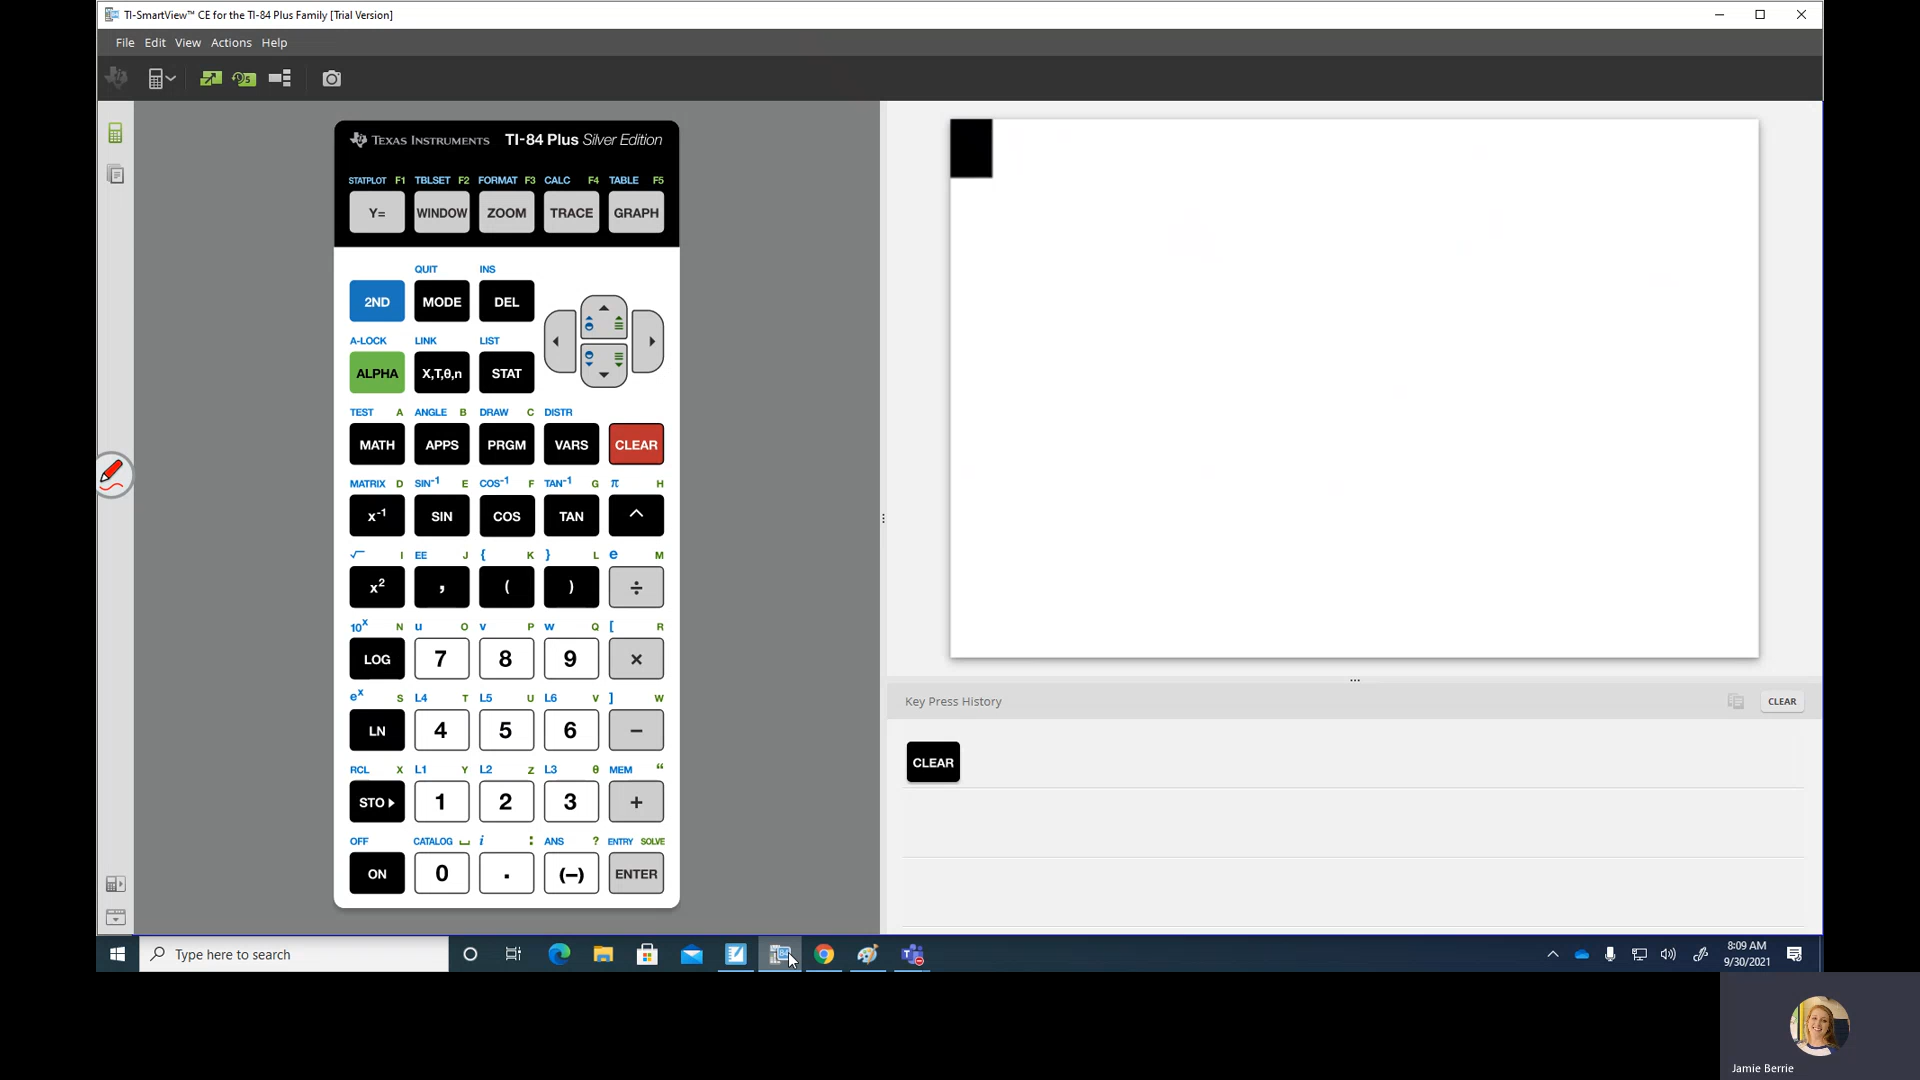 TI-SmartView™ CE for the TI-84 Plus Family [Trial Version]
File Edit View Actions Help
TEXAS INSTRUMENTS TI-84 Plus Silver Edition
STATPLOT F1 TBLSET F2 FORMAT F3 CALC F4 TABLE F5
Y= WINDOW ZOOM TRACE GRAPH
QUIT INS
2ND MODE DEL
A-LOCK LINK LIST
ALPHA X,T,θ,n STAT
TEST A ANGLE B DRAW C DISTR
MATH APPS PRGM VARS CLEAR
MATRIX D SIN⁻¹ E COS⁻¹ F TAN⁻¹ G π H
x⁻¹ SIN COS TAN ^
√ I EE J { K } L e M
x² , ( ) ÷
10ˣ N u O v P w Q [ R
LOG 7 8 9 ×
eˣ S L4 T L5 U L6 V ] W
LN 4 5 6 −
RCL X L1 Y L2 Z L3 θ MEM “
STO▸ 1 2 3 +
OFF CATALOG ⎵ i : ANS ? ENTRY SOLVE
ON 0 . (−) ENTER
Key Press History CLEAR
CLEAR
Type here to search
8:09 AM
9/30/2021
Jamie Berrie